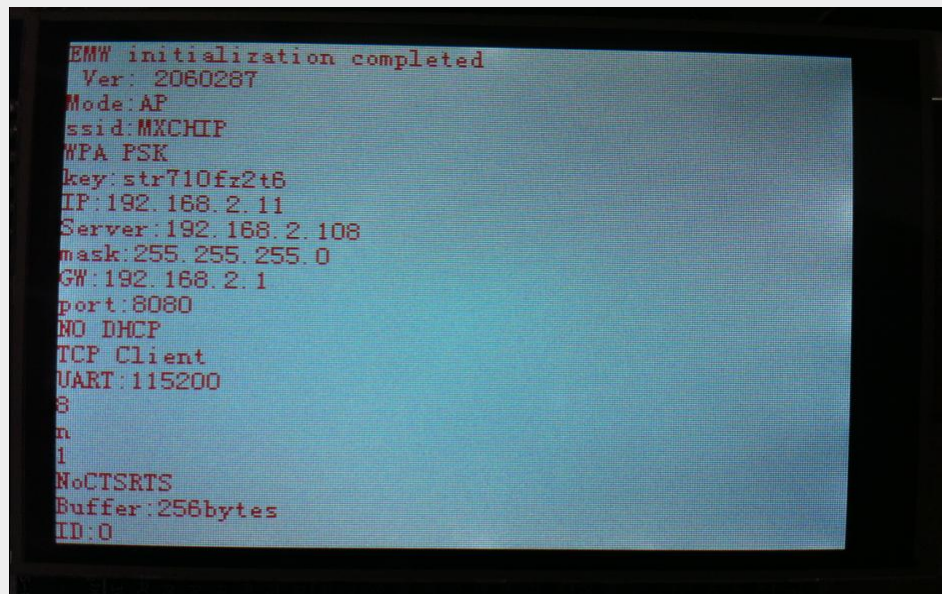 EMW initialization completed
Ver: 2060287
Mode:AP
ssid:MXCHIP
WPA PSK
key:str710fz2t6
IP:192.168.2.11
Server:192.168.2.108
mask:255.255.255.0
GW:192.168.2.1
port:8080
NO DHCP
TCP Client
UART:115200
8
n
1
NoCTSRTS
Buffer:256bytes
ID:0